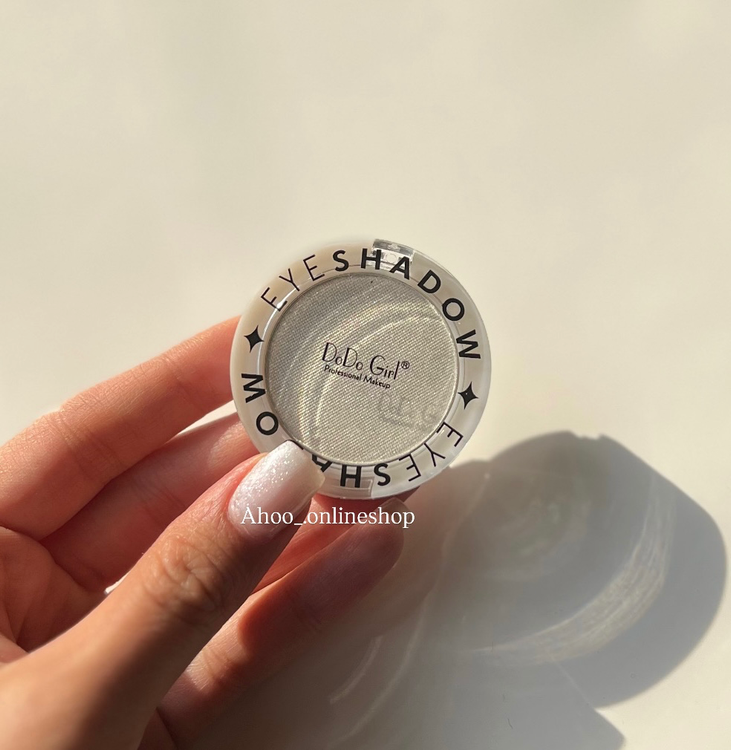 EYESHADOW
DoDo Girl®
Professional Makeup
EYESHADOW
Ahoo_onlineshop